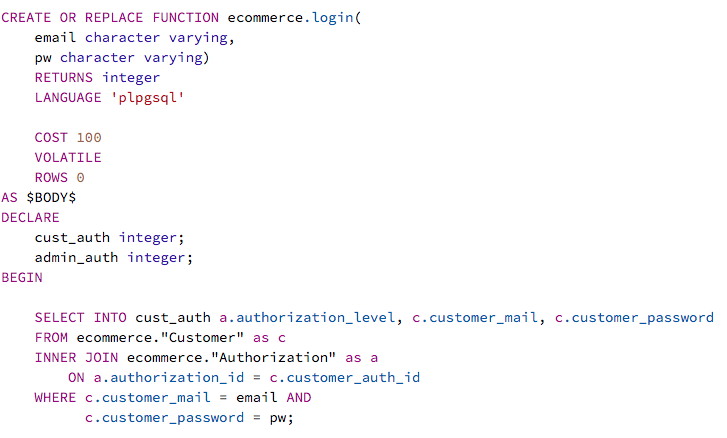 CREATE OR REPLACE FUNCTION ecommerce.login(
    email character varying,
    pw character varying)
    RETURNS integer
    LANGUAGE 'plpgsql'

    COST 100
    VOLATILE
    ROWS 0
AS $BODY$
DECLARE
    cust_auth integer;
    admin_auth integer;
BEGIN

    SELECT INTO cust_auth a.authorization_level, c.customer_mail, c.customer_password
    FROM ecommerce."Customer" as c
    INNER JOIN ecommerce."Authorization" as a
        ON a.authorization_id = c.customer_auth_id
    WHERE c.customer_mail = email AND
          c.customer_password = pw;